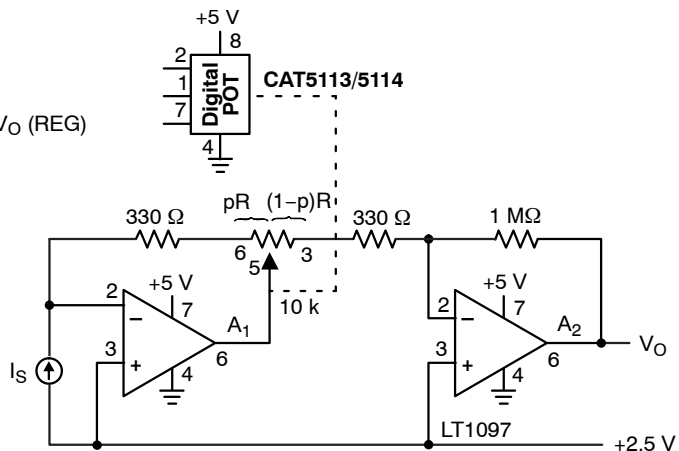 +5 V
8
2
1
7
4
Digital
POT
CAT5113/5114
VO (REG)
330 Ω
pR
(1−p)R
330 Ω
1 MΩ
6
5
3
10 k
+5 V
2
7
−
3
+
4
6
A1
IS
+5 V
2
7
−
3
+
4
6
A2
VO
LT1097
+2.5 V